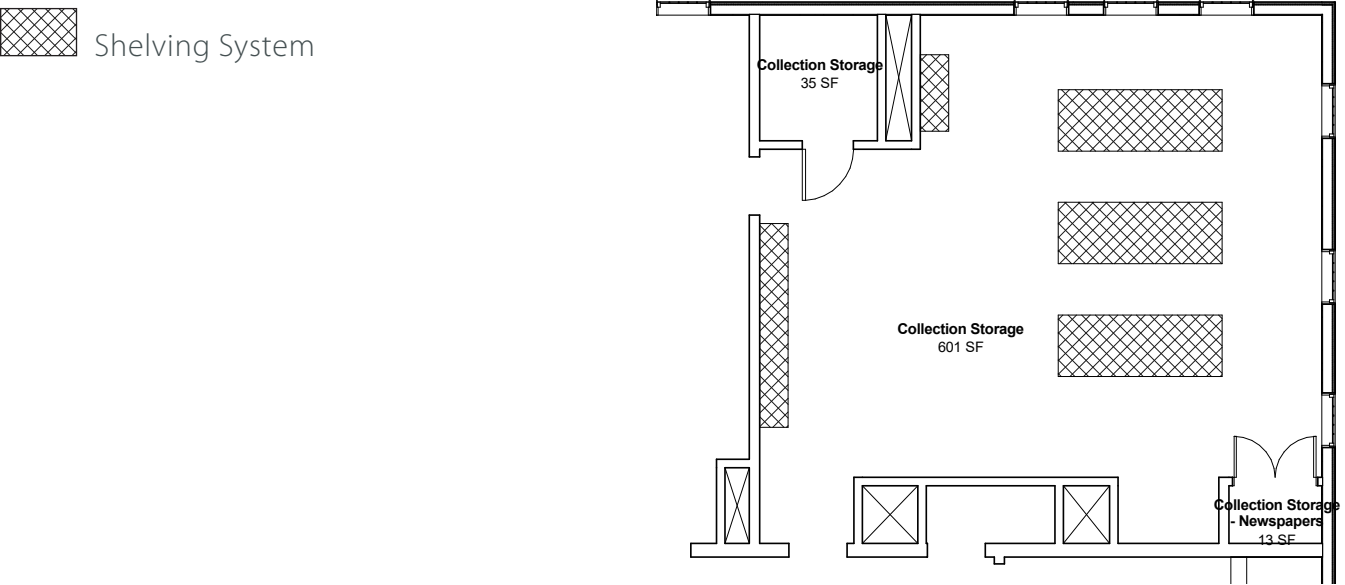 Shelving System
Collection Storage
35 SF
Collection Storage
601 SF
Collection Storage
- Newspapers
13 SF